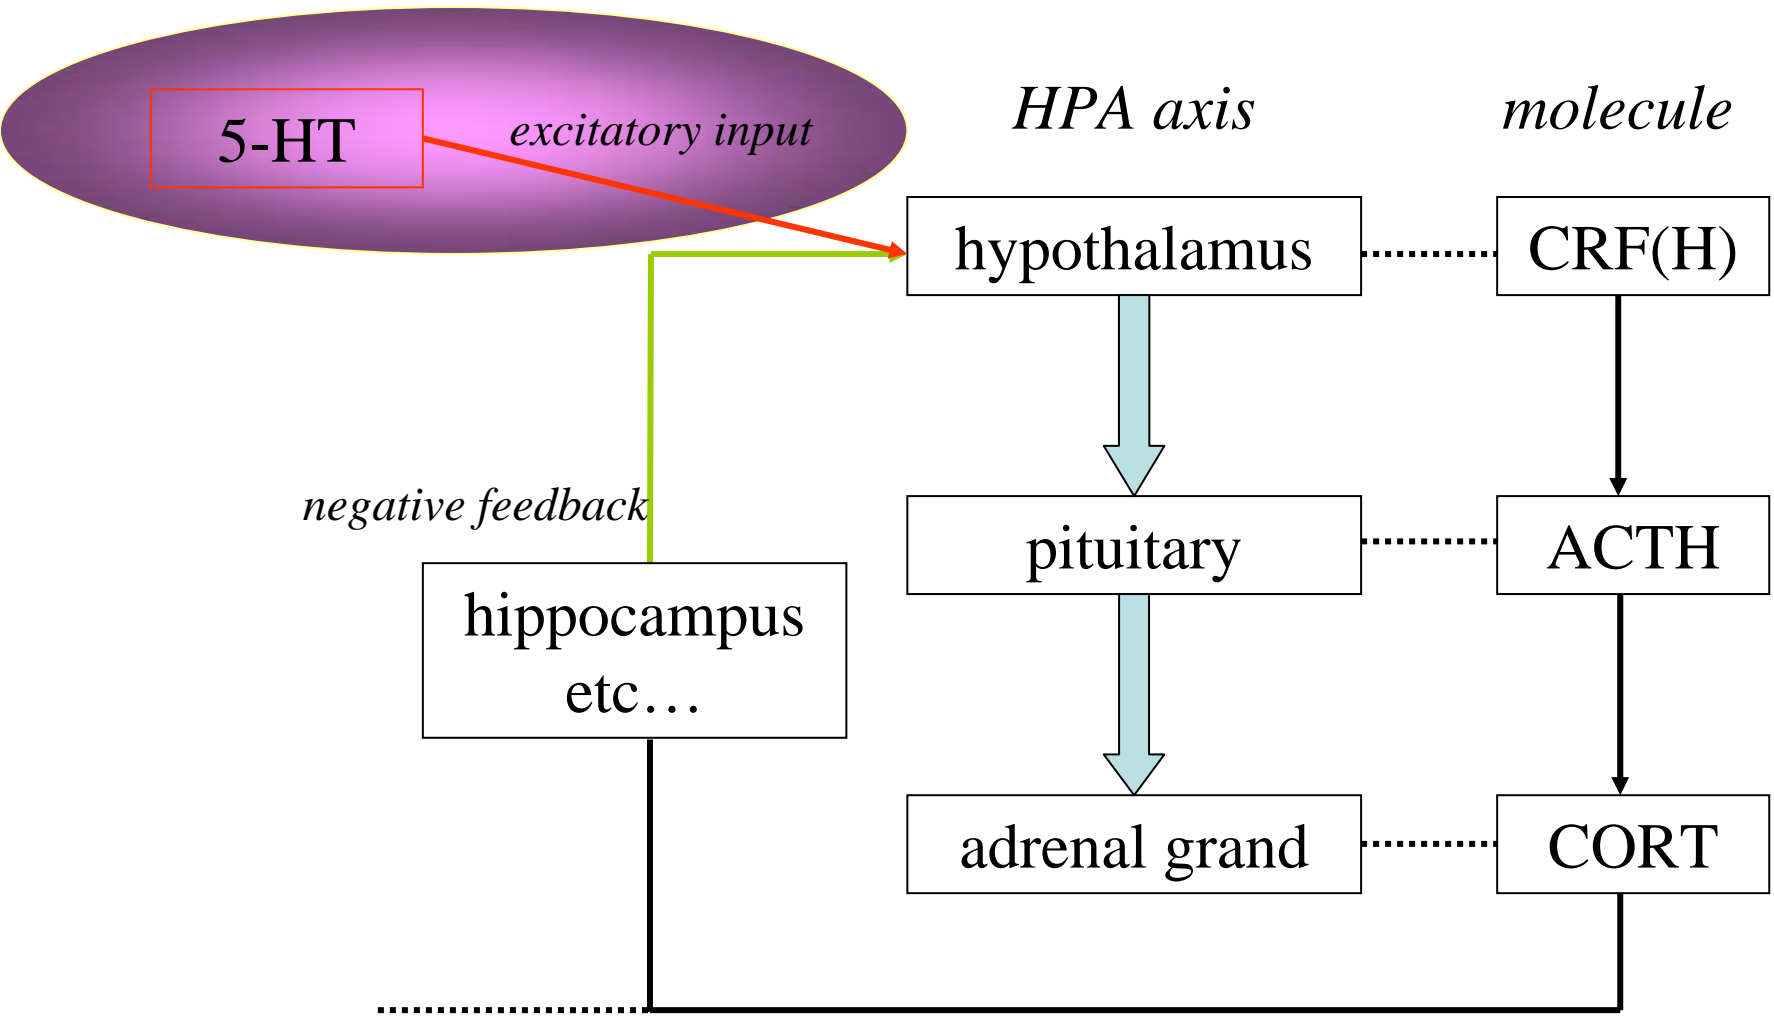 HPA axis
molecule
5-HT
excitatory input
hypothalamus
CRF(H)
negative feedback
pituitary
ACTH
hippocampus
etc…
adrenal grand
CORT